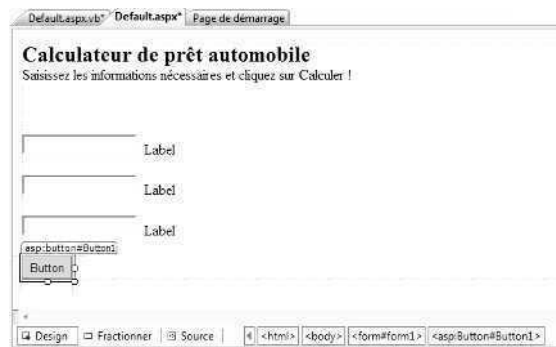 Default.aspx.vb* Default.aspx* Page de démarrage
Calculateur de prêt automobile
Saisissez les informations nécessaires et cliquez sur Calculer !
Label
Label
Label
asp:button#Button1
Button
Design Fractionner Source <html> <body> <form#form1> <asp:Button#Button1>